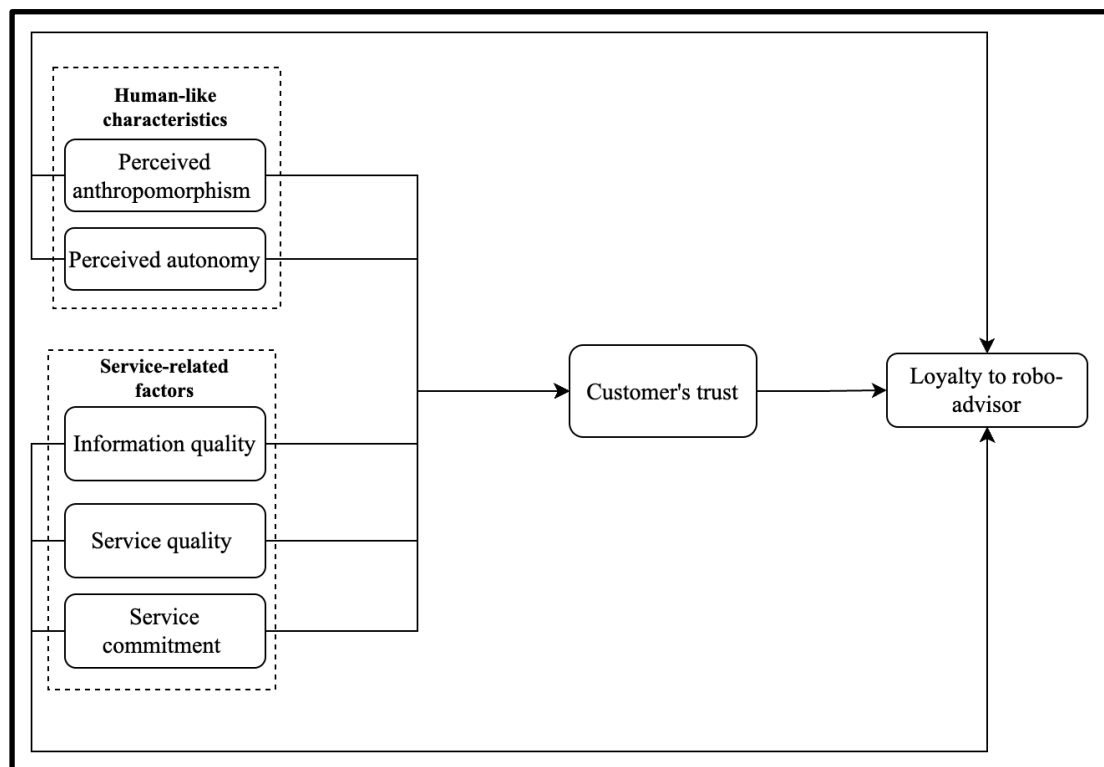 Human-like
characteristics
Perceived
anthropomorphism
Perceived autonomy
Service-related
factors
Information quality
Service quality
Service
commitment
Customer's trust
Loyalty to robo-
advisor